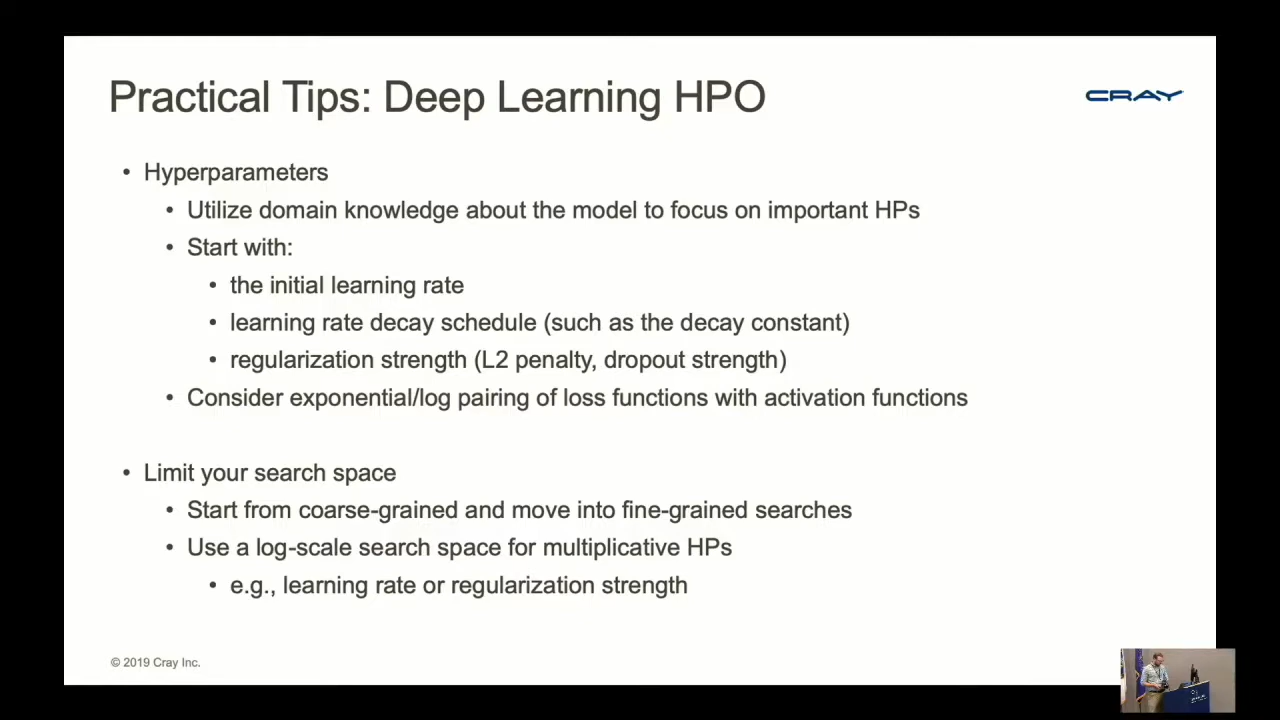 Practical Tips: Deep Learning HPO
CRAY
• Hyperparameters
• Utilize domain knowledge about the model to focus on important HPs
• Start with:
• the initial learning rate
• learning rate decay schedule (such as the decay constant)
• regularization strength (L2 penalty, dropout strength)
• Consider exponential/log pairing of loss functions with activation functions
• Limit your search space
• Start from coarse-grained and move into fine-grained searches
• Use a log-scale search space for multiplicative HPs
• e.g., learning rate or regularization strength
© 2019 Cray Inc.